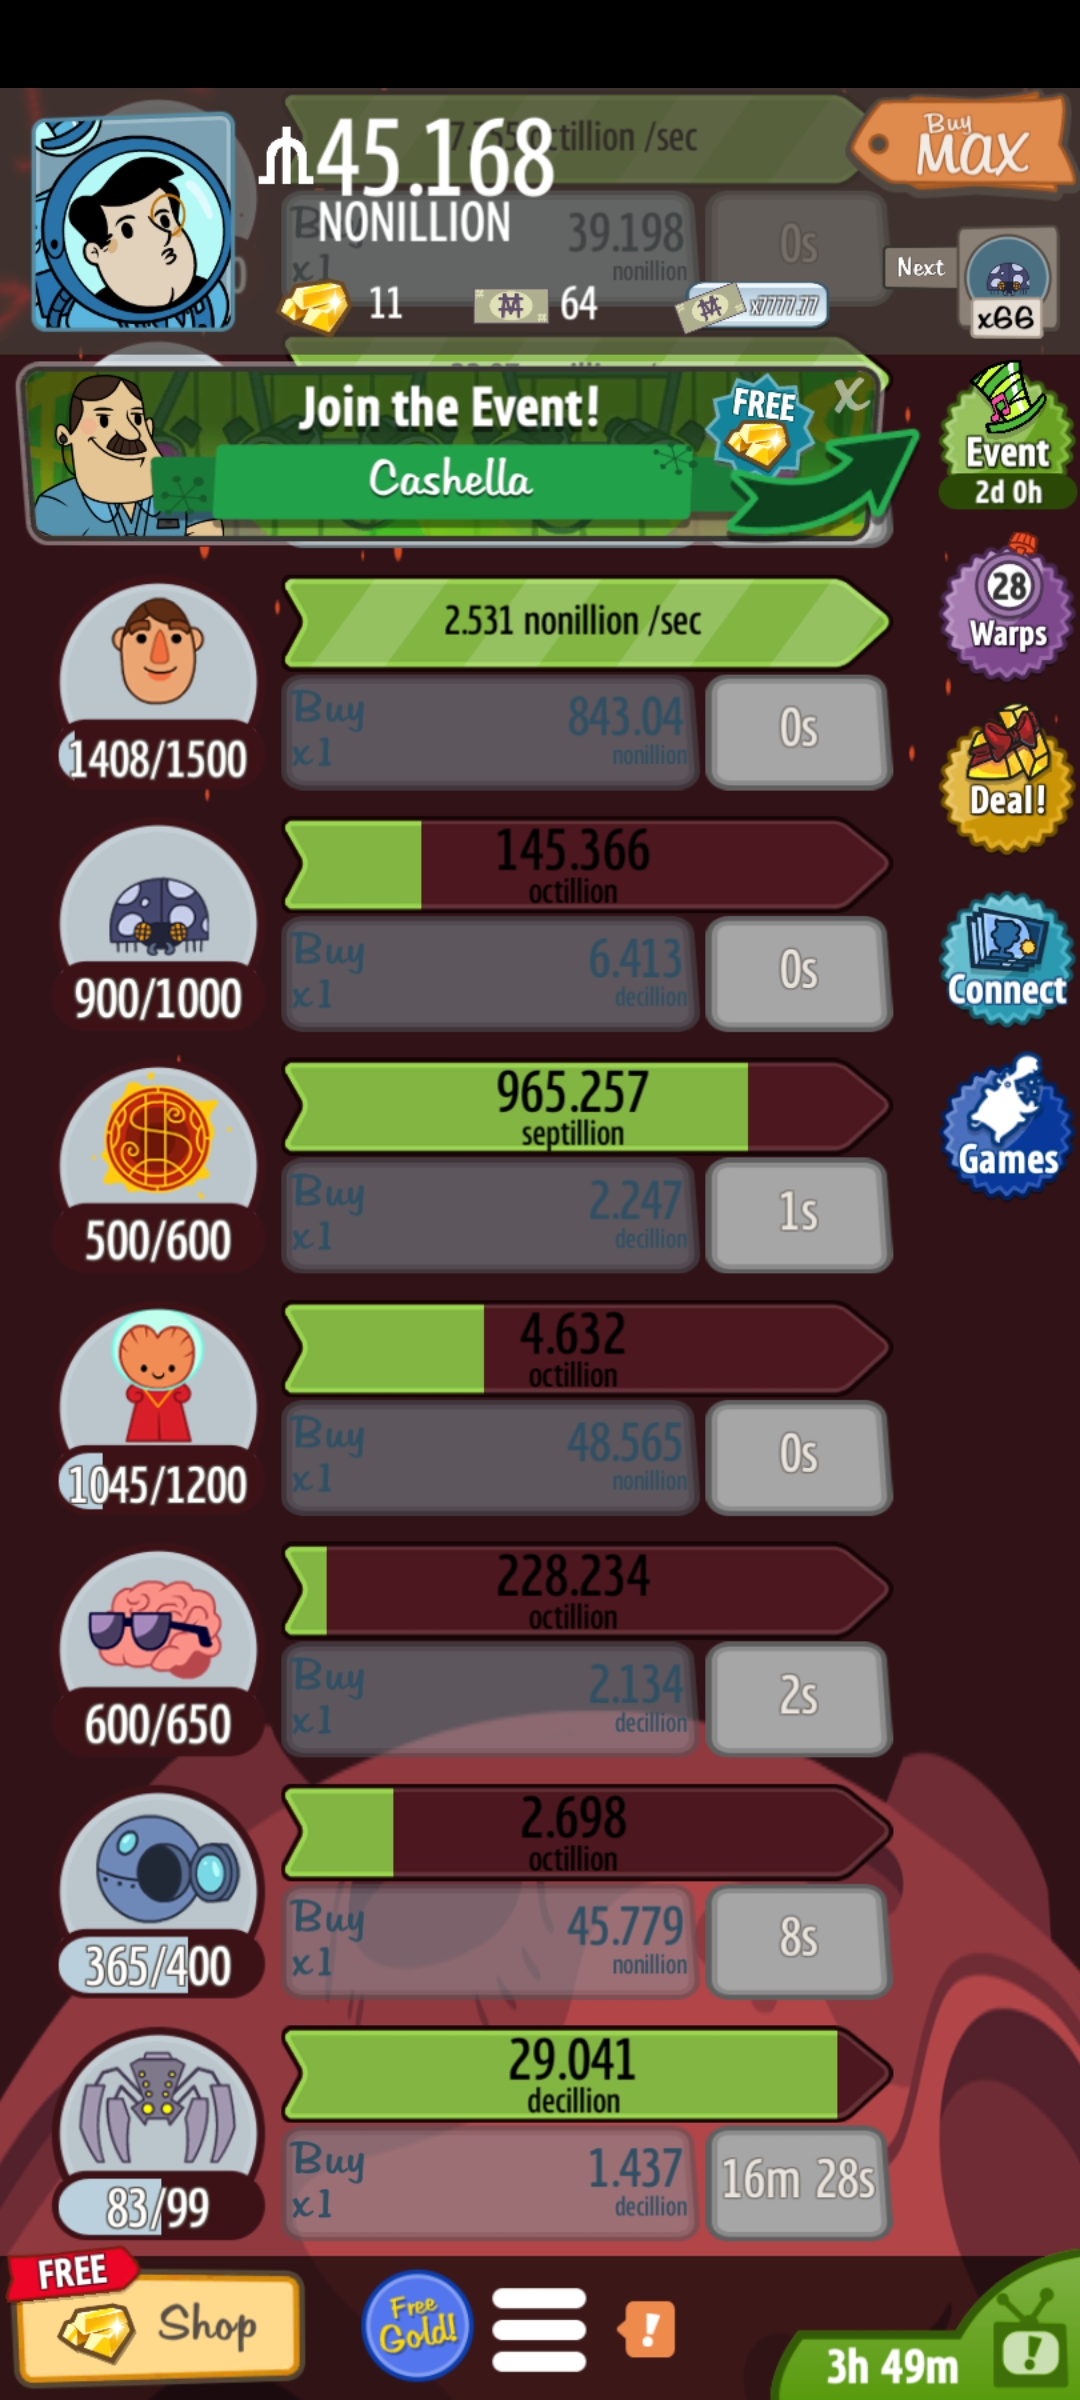 45.168
NONILLION
octillion /sec
Buy
MAX
x1
39.198
nonillion
0s
11
64
x7777.77
Next
x66
Join the Event!
Cashella
FREE
X
Event
2d 0h
2.531 nonillion /sec
Buy
x1
843.04
nonillion
0s
1408/1500
28
Warps
Deal!
145.366
octillion
Buy
x1
6.413
decillion
0s
900/1000
Connect
965.257
septillion
Buy
x1
2.247
decillion
1s
500/600
Games
4.632
octillion
Buy
x1
48.565
nonillion
0s
1045/1200
228.234
octillion
Buy
x1
2.134
decillion
2s
600/650
2.698
octillion
Buy
x1
45.779
nonillion
8s
365/400
29.041
decillion
Buy
x1
1.437
decillion
16m 28s
83/99
FREE
Shop
Free
Gold!
!
3h 49m
!